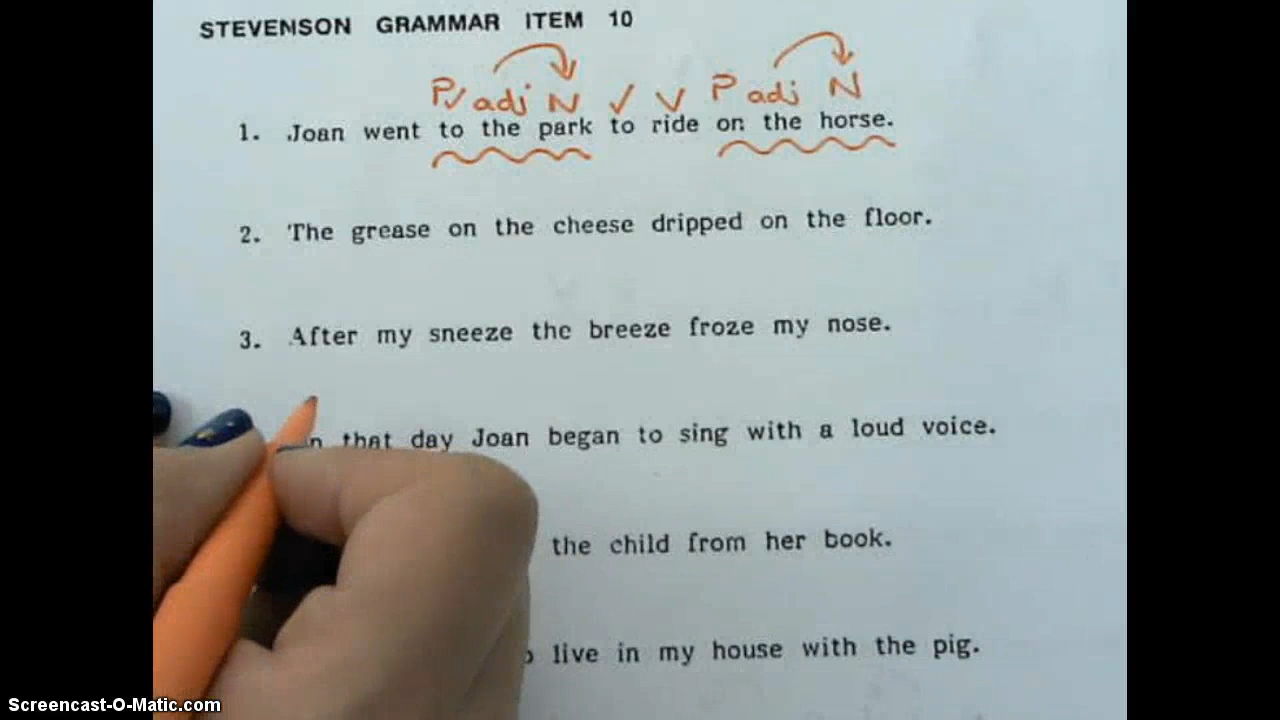 STEVENSON GRAMMAR ITEM 10
P✓ adj N ✓ V P adj N
1. Joan went to the park to ride on the horse.
2. The grease on the cheese dripped on the floor.
3. After my sneeze the breeze froze my nose.
that day Joan began to sing with a loud voice.
the child from her book.
live in my house with the pig.
Screencast-O-Matic.com